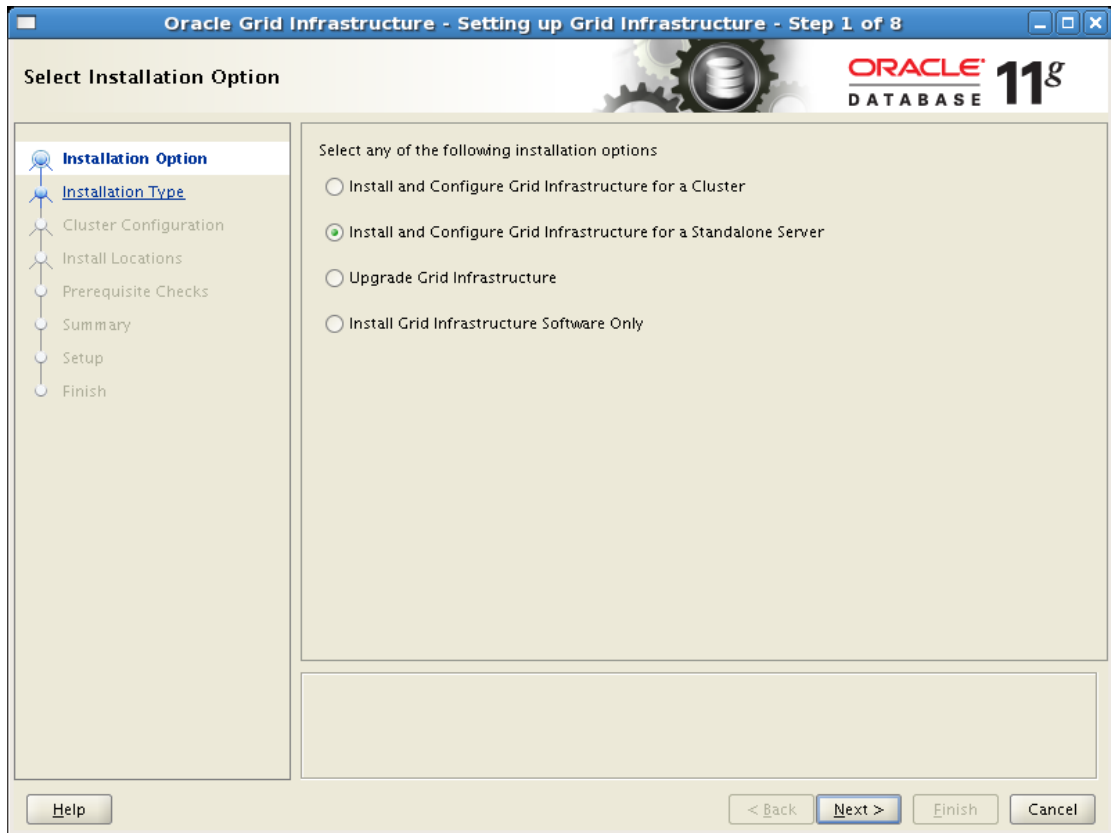 Oracle Grid Infrastructure - Setting up Grid Infrastructure - Step 1 of 8
Select Installation Option
ORACLE
DATABASE
11g
Installation Option
Installation Type
Cluster Configuration
Install Locations
Prerequisite Checks
Summary
Setup
Finish
Select any of the following installation options
Install and Configure Grid Infrastructure for a Cluster
Install and Configure Grid Infrastructure for a Standalone Server
Upgrade Grid Infrastructure
Install Grid Infrastructure Software Only
Help
< Back
Next >
Finish
Cancel